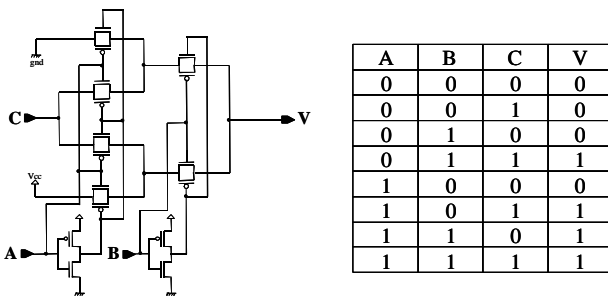 gnd
C
V
Vcc
A
B
A B C V
0 0 0 0
0 0 1 0
0 1 0 0
0 1 1 1
1 0 0 0
1 0 1 1
1 1 0 1
1 1 1 1